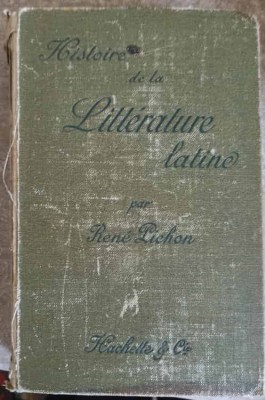 Histoire
de la
Littérature
latine
par
René Pichon
Hachette & Cie